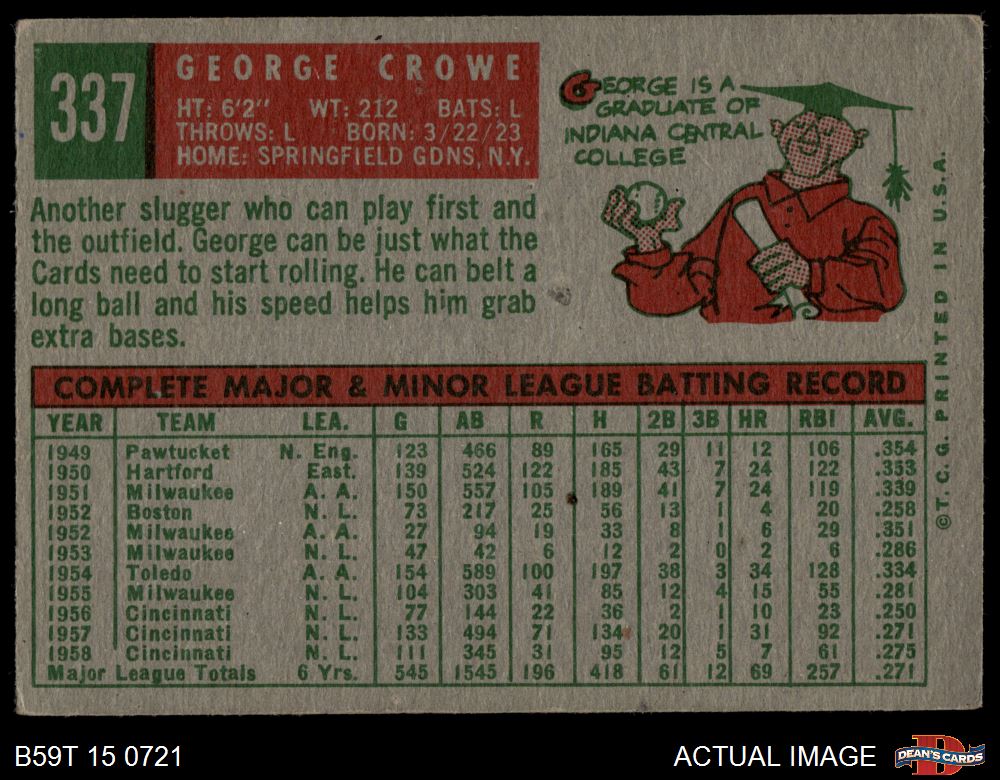 337
GEORGE CROWE
HT: 6'2" WT: 212 BATS: L
THROWS: L BORN: 3/22/23
HOME: SPRINGFIELD GDNS, N.Y.
GEORGE IS A
GRADUATE OF
INDIANA CENTRAL
COLLEGE
Another slugger who can play first and
the outfield. George can be just what the
Cards need to start rolling. He can belt a
long ball and his speed helps him grab
extra bases.
COMPLETE MAJOR & MINOR LEAGUE BATTING RECORD
YEAR TEAM LEA. G AB R H 2B 3B HR RBI AVG.
1949 Pawtucket N. Eng. 123 466 89 165 29 11 12 106 .354
1950 Hartford East. 139 524 122 185 43 7 24 122 .353
1951 Milwaukee A. A. 150 557 105 189 41 7 24 119 .339
1952 Boston N. L. 73 217 25 56 13 1 4 20 .258
1952 Milwaukee A. A. 27 94 19 33 8 1 6 29 .351
1953 Milwaukee N. L. 47 42 6 12 2 0 2 6 .286
1954 Toledo A. A. 154 589 100 197 38 3 34 128 .334
1955 Milwaukee N. L. 104 303 41 85 12 4 15 55 .281
1956 Cincinnati N. L. 77 144 22 36 2 1 10 23 .250
1957 Cincinnati N. L. 133 494 71 134 20 1 31 92 .271
1958 Cincinnati N. L. 111 345 31 95 12 5 7 61 .275
Major League Totals 6 Yrs. 545 1545 196 418 61 12 69 257 .271
©T. C. G. PRINTED IN U.S.A.
B59T 15 0721
ACTUAL IMAGE
D
DEAN'S CARDS